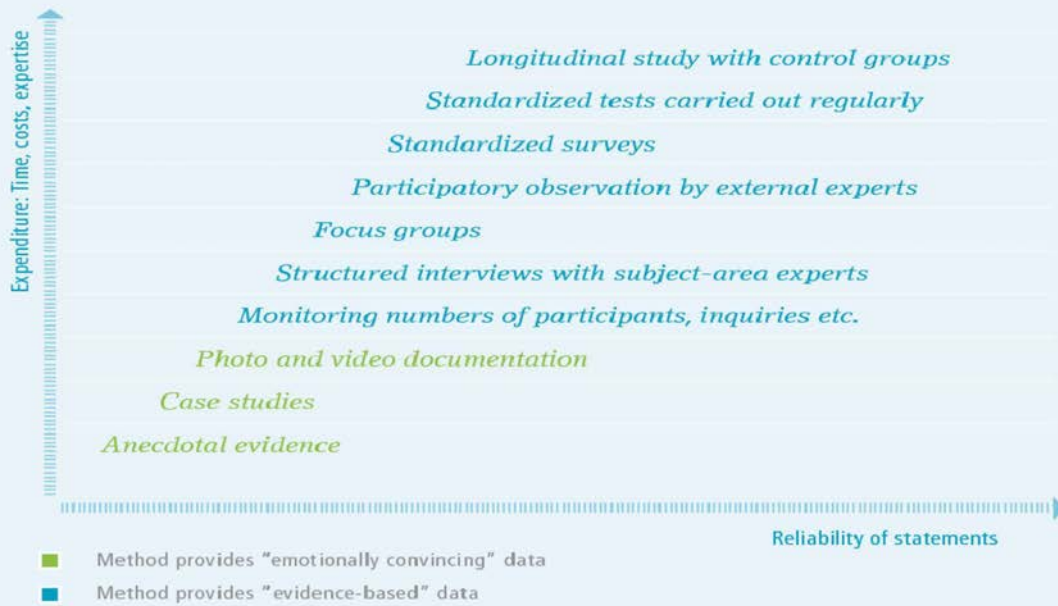 Expenditure: Time, costs, expertise
Longitudinal study with control groups
Standardized tests carried out regularly
Standardized surveys
Participatory observation by external experts
Focus groups
Structured interviews with subject-area experts
Monitoring numbers of participants, inquiries etc.
Photo and video documentation
Case studies
Anecdotal evidence
Reliability of statements
Method provides "emotionally convincing" data
Method provides "evidence-based" data